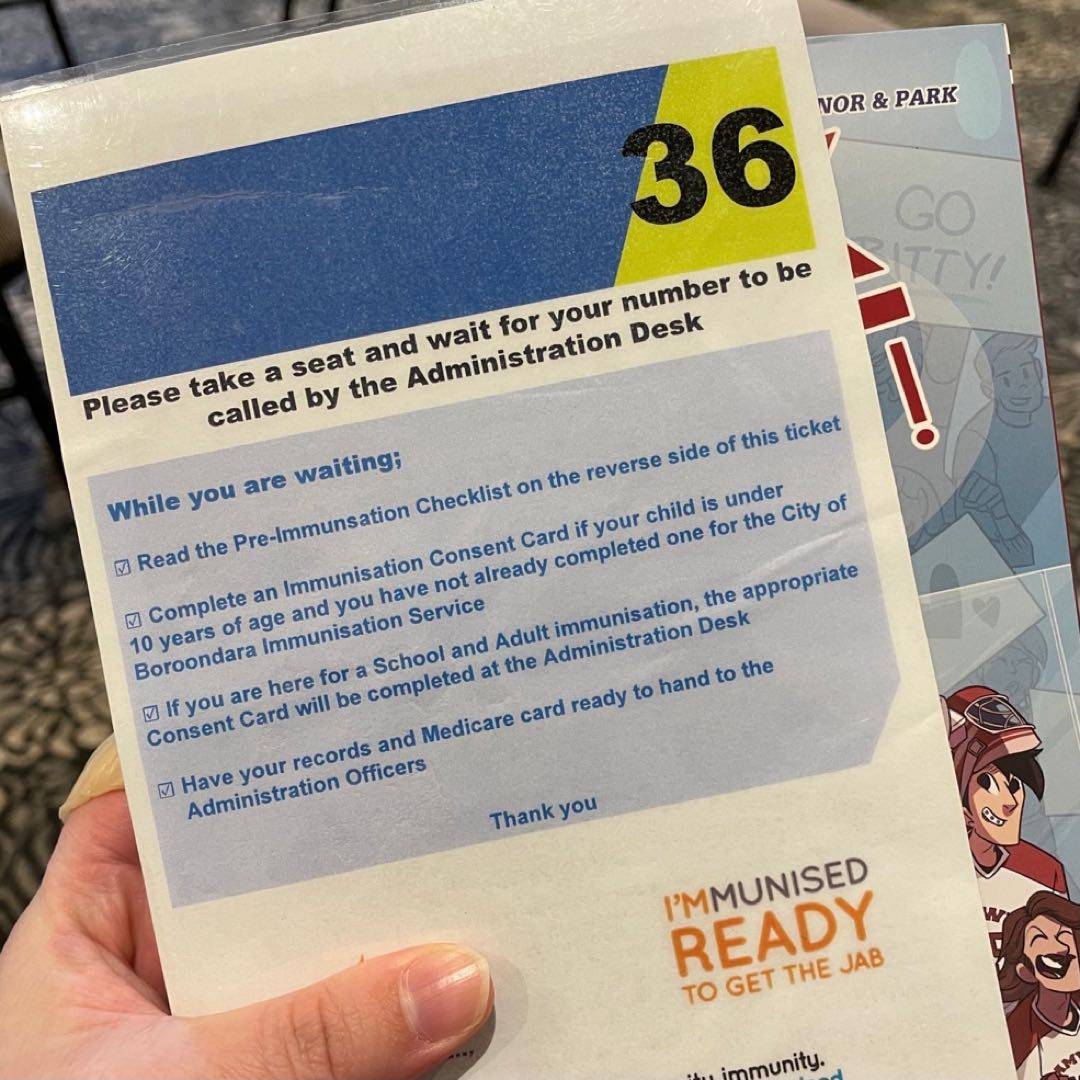 36
Please take a seat and wait for your number to be
called by the Administration Desk
While you are waiting;
☑ Read the Pre-Immunsation Checklist on the reverse side of this ticket
☑ Complete an Immunisation Consent Card if your child is under
10 years of age and you have not already completed one for the City of
Boroondara Immunisation Service
☑ If you are here for a School and Adult immunisation, the appropriate
Consent Card will be completed at the Administration Desk
☑ Have your records and Medicare card ready to hand to the
Administration Officers
Thank you
I'MMUNISED
READY
TO GET THE JAB
immunity.
NOR & PARK
GO
BITTY!
!